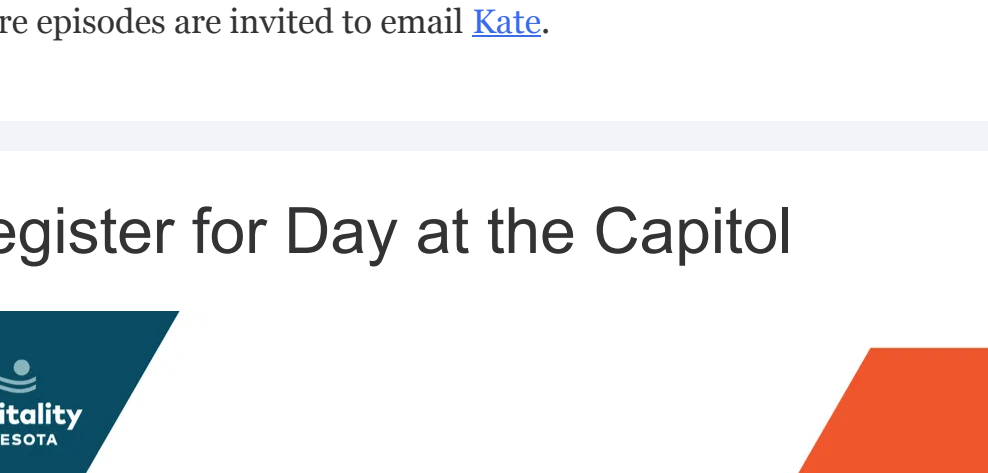 re episodes are invited to email Kate.
egister for Day at the Capitol
itality
ESOTA